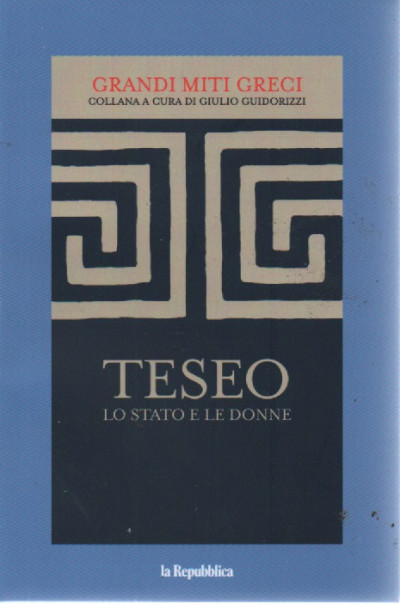 GRANDI MITI GRECI
COLLANA A CURA DI GIULIO GUIDORIZZI
TESEO
LO STATO E LE DONNE
la Repubblica